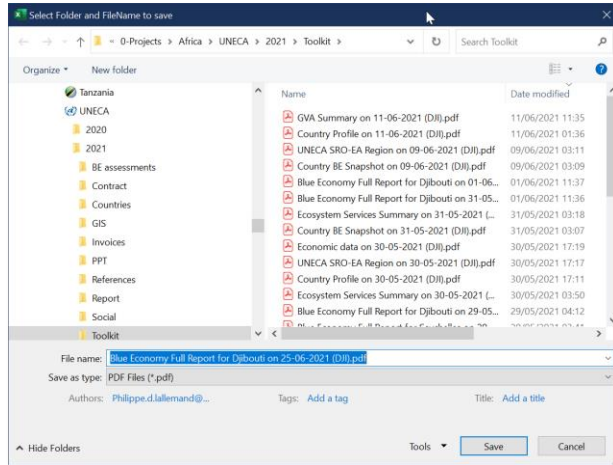 Select Folder and FileName to save
« 0-Projects > Africa > UNECA > 2021 > Toolkit >
Search Toolkit
Organize
New folder
Tanzania
UNECA
2020
2021
BE assessments
Contract
Countries
GIS
Invoices
PPT
References
Report
Social
Toolkit
Name Date modified
GVA Summary on 11-06-2021 (DJI).pdf 11/06/2021 11:35
Country Profile on 11-06-2021 (DJI).pdf 11/06/2021 01:36
UNECA SRO-EA Region on 09-06-2021 (DJI).pdf 09/06/2021 03:11
Country BE Snapshot on 09-06-2021 (DJI).pdf 09/06/2021 03:09
Blue Economy Full Report for Djibouti on 01-06... 01/06/2021 11:37
Blue Economy Full Report for Djibouti on 31-05... 01/06/2021 11:36
Ecosystem Services Summary on 31-05-2021 (... 31/05/2021 03:18
Country BE Snapshot on 31-05-2021 (DJI).pdf 31/05/2021 03:07
Economic data on 30-05-2021 (DJI).pdf 30/05/2021 17:19
UNECA SRO-EA Region on 30-05-2021 (DJI).pdf 30/05/2021 17:17
Country Profile on 30-05-2021 (DJI).pdf 30/05/2021 17:11
Ecosystem Services Summary on 30-05-2021 (... 30/05/2021 03:50
Blue Economy Full Report for Djibouti on 29-05... 29/05/2021 04:12
File name: Blue Economy Full Report for Djibouti on 25-06-2021 (DJI).pdf
Save as type: PDF Files (*.pdf)
Authors: Philippe.d.lallemand@... Tags: Add a tag Title: Add a title
Hide Folders
Tools Save Cancel